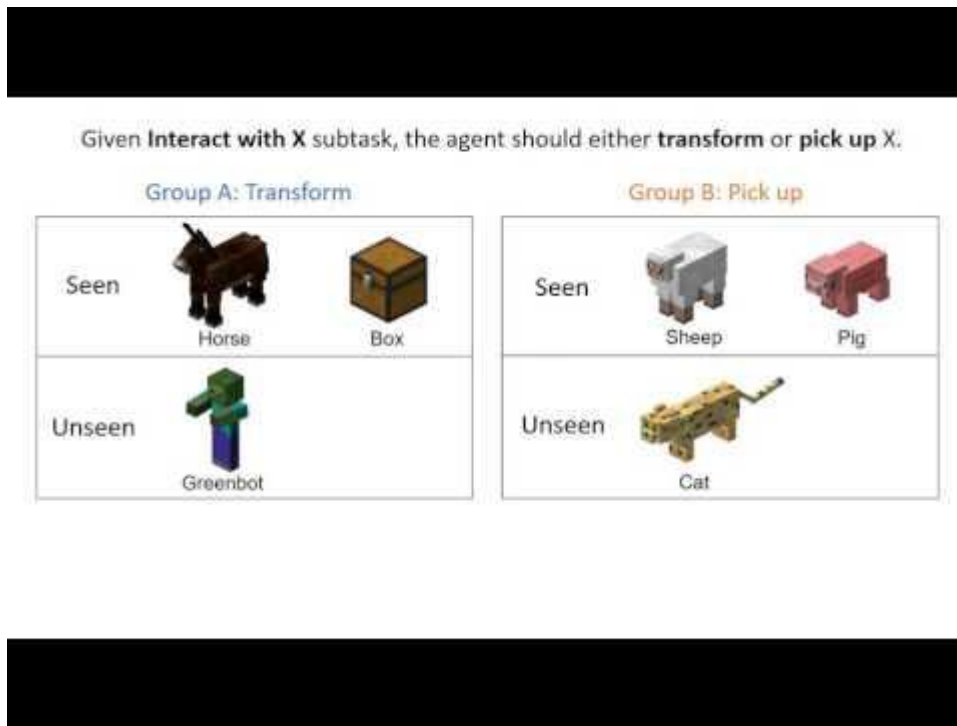 Given Interact with X subtask, the agent should either transform or pick up X.
Group A: Transform
Seen
Horse
Box
Unseen
Greenbot
Group B: Pick up
Seen
Sheep
Pig
Unseen
Cat